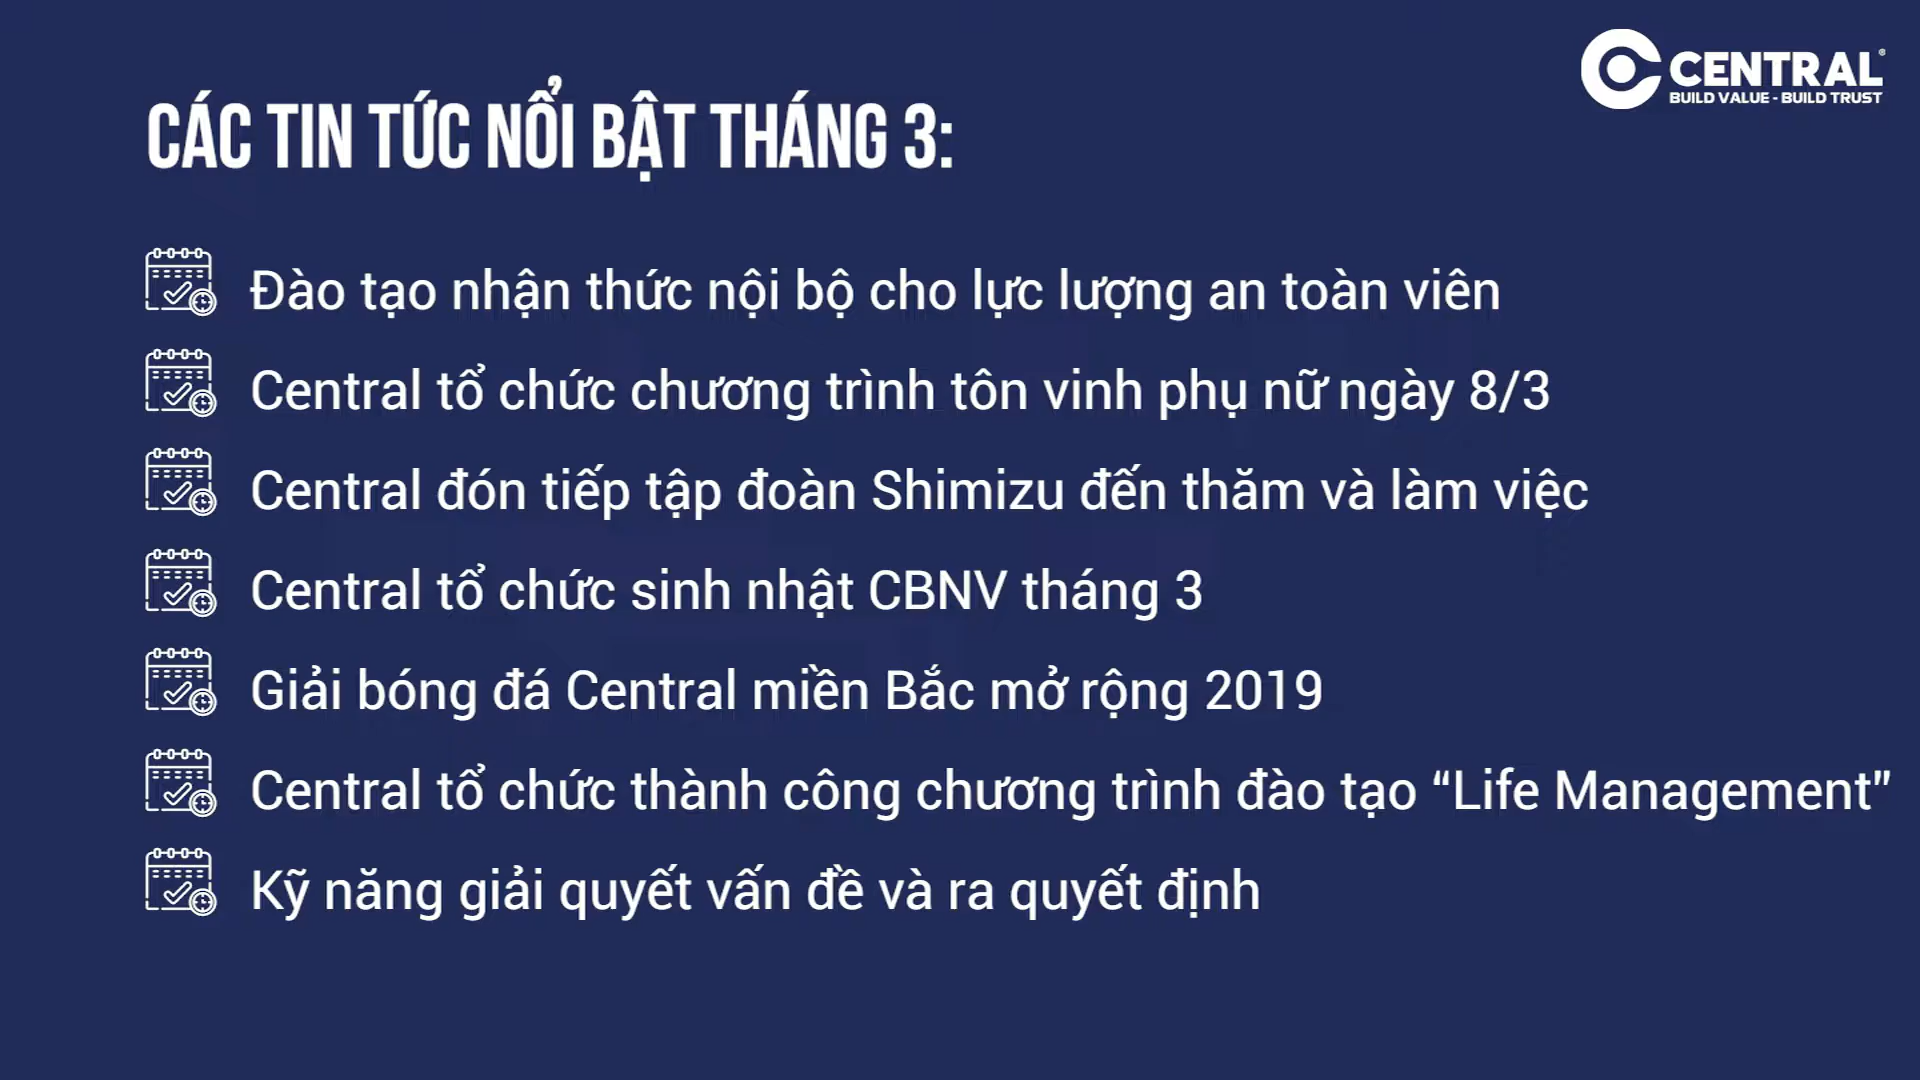 CENTRAL®
BUILD VALUE - BUILD TRUST
CÁC TIN TỨC NỔI BẬT THÁNG 3:
Đào tạo nhận thức nội bộ cho lực lượng an toàn viên
Central tổ chức chương trình tôn vinh phụ nữ ngày 8/3
Central đón tiếp tập đoàn Shimizu đến thăm và làm việc
Central tổ chức sinh nhật CBNV tháng 3
Giải bóng đá Central miền Bắc mở rộng 2019
Central tổ chức thành công chương trình đào tạo “Life Management”
Kỹ năng giải quyết vấn đề và ra quyết định